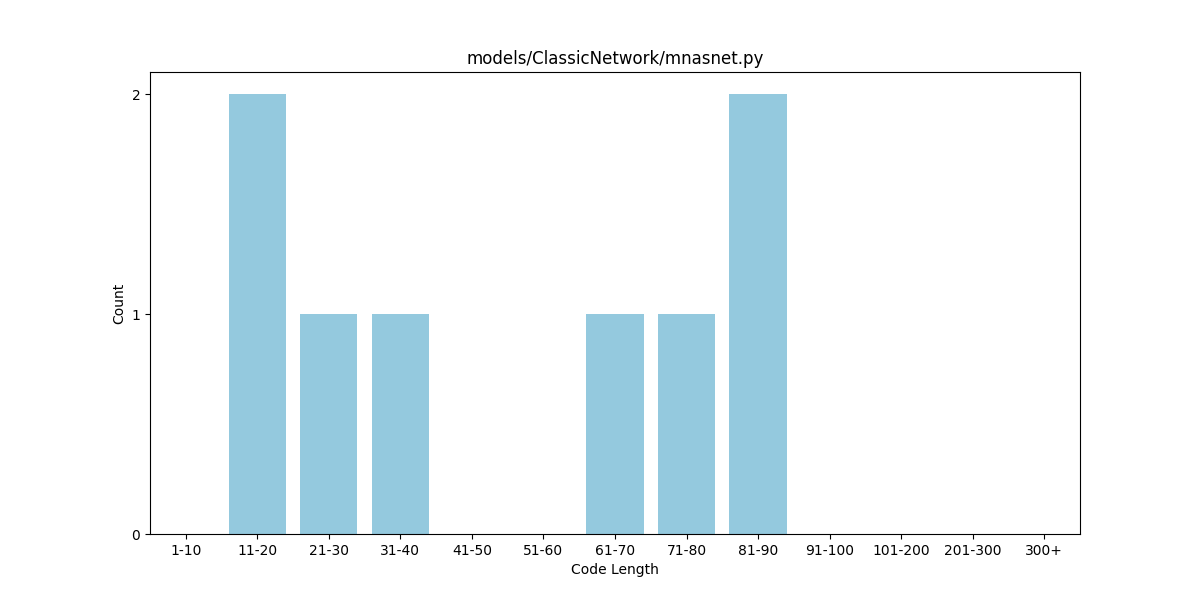 models/ClassicNetwork/mnasnet.py
Count
2
1
0
1-10 11-20 21-30 31-40 41-50 51-60 61-70 71-80 81-90 91-100 101-200 201-300 300+
Code Length